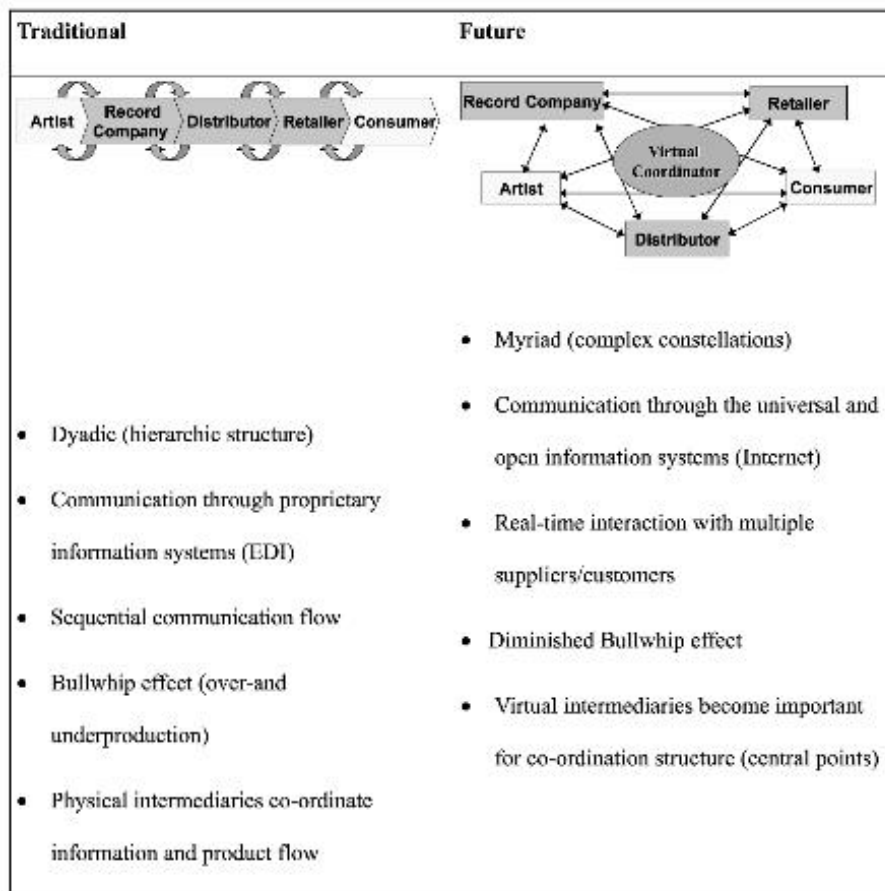 Traditional
Future
Artist
Record
Company
Distributor
Retailer
Consumer
Record Company
Retailer
Virtual
Coordinator
Artist
Consumer
Distributor
• Dyadic (hierarchic structure)
• Communication through proprietary
information systems (EDI)
• Sequential communication flow
• Bullwhip effect (over-and
underproduction)
• Physical intermediaries co-ordinate
information and product flow
• Myriad (complex constellations)
• Communication through the universal and
open information systems (Internet)
• Real-time interaction with multiple
suppliers/customers
• Diminished Bullwhip effect
• Virtual intermediaries become important
for co-ordination structure (central points)